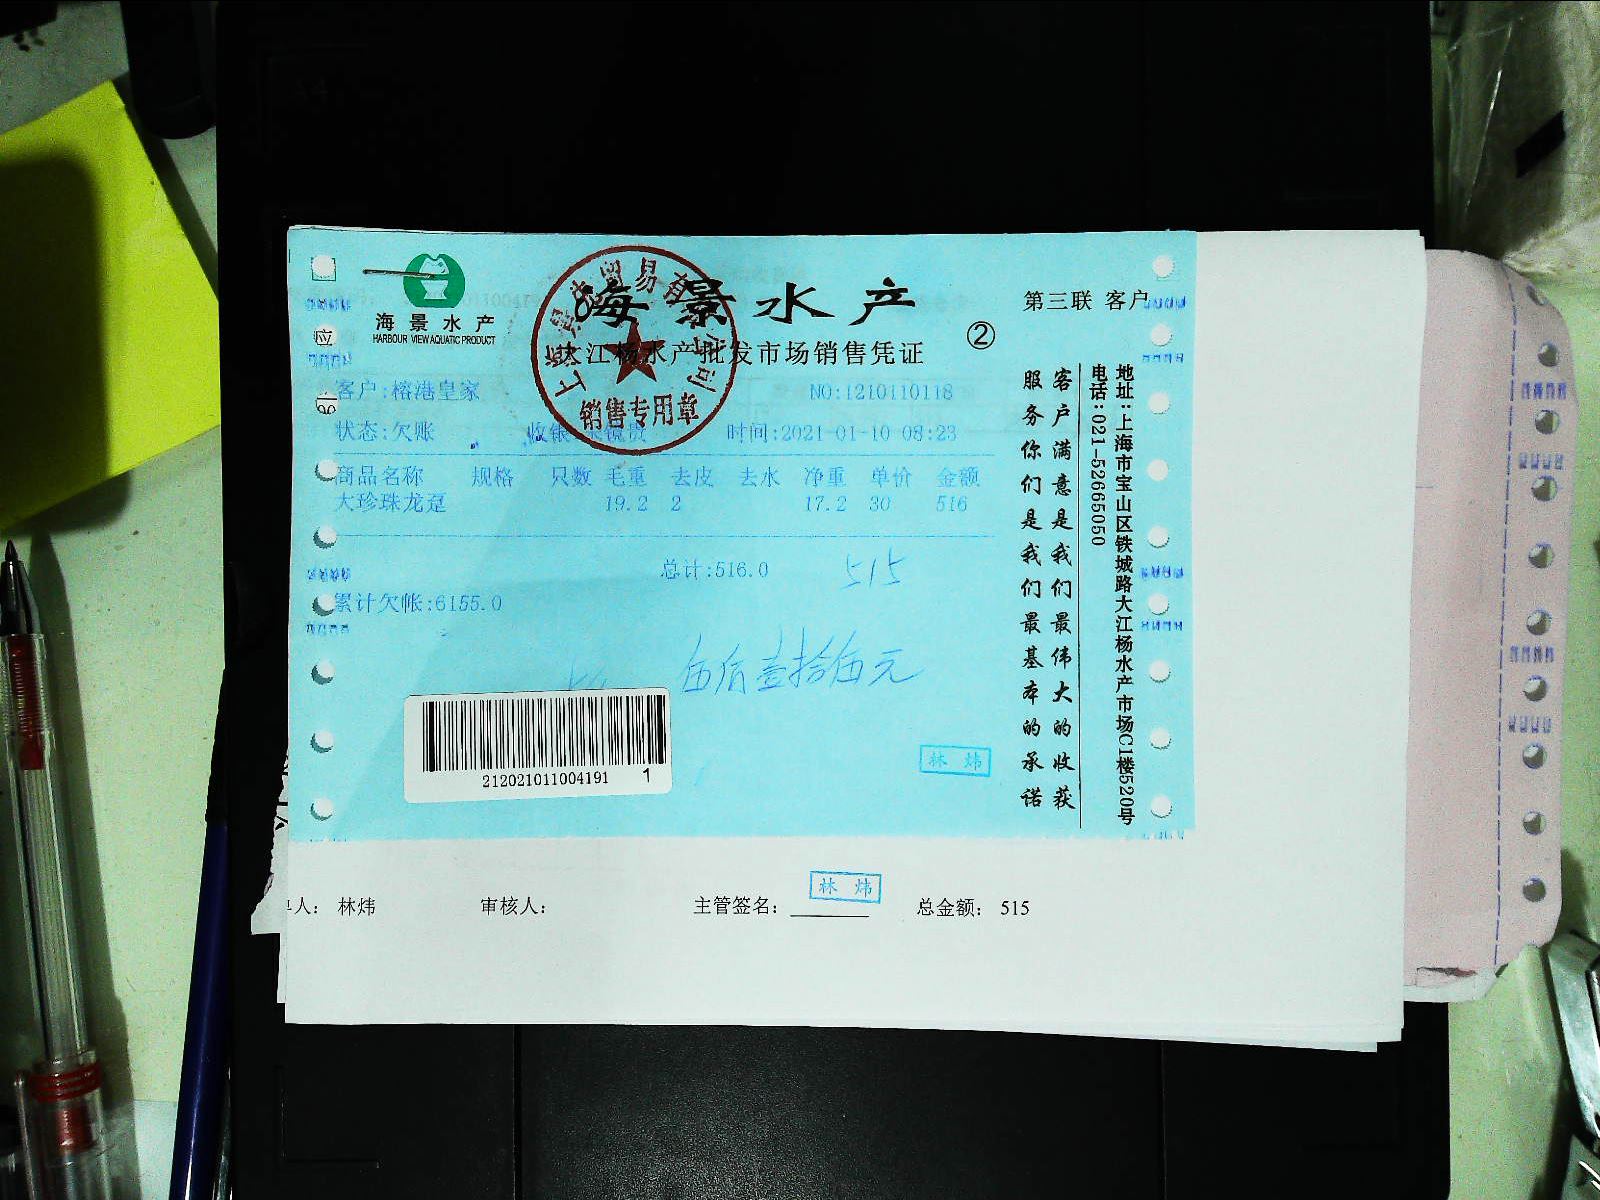 海景水产
HARBOUR VIEW AQUATIC PRODUCT
海景水产
大江杨水产批发市场销售凭证
②
第三联 客户
销售专用章
客户:榕港皇家
NO:1210110118
状态:欠账
收银
时间:2021-01-10 08:23
商品名称 规格 只数 毛重 去皮 去水 净重 单价 金额
大珍珠龙趸 19.2 2 17.2 30 516
总计:516.0
515
累计欠帐:6155.0
伍佰壹拾伍元
212021011004191 1
林炜
客户满意是我们最伟大的收获
服务你们是我们最基本的承诺
地址:上海市宝山区铁城路大江杨水产市场C1楼520号
电话:021-52665050
人: 林炜
审核人:
主管签名:
林炜
总金额: 515